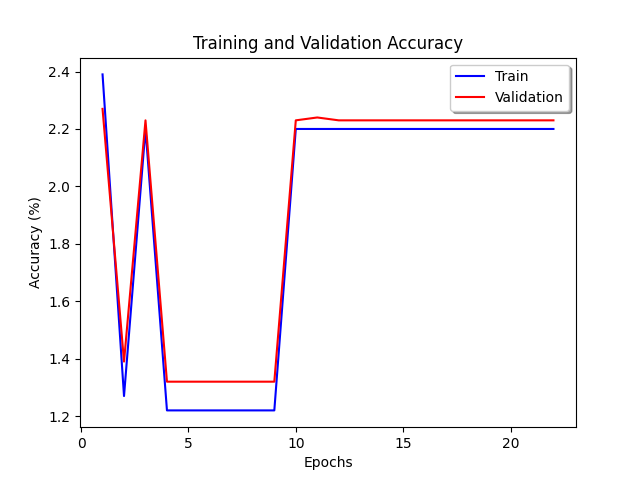 Training and Validation Accuracy
Train
Validation
2.4
2.2
2.0
1.8
1.6
1.4
1.2
Accuracy (%)
0 5 10 15 20
Epochs